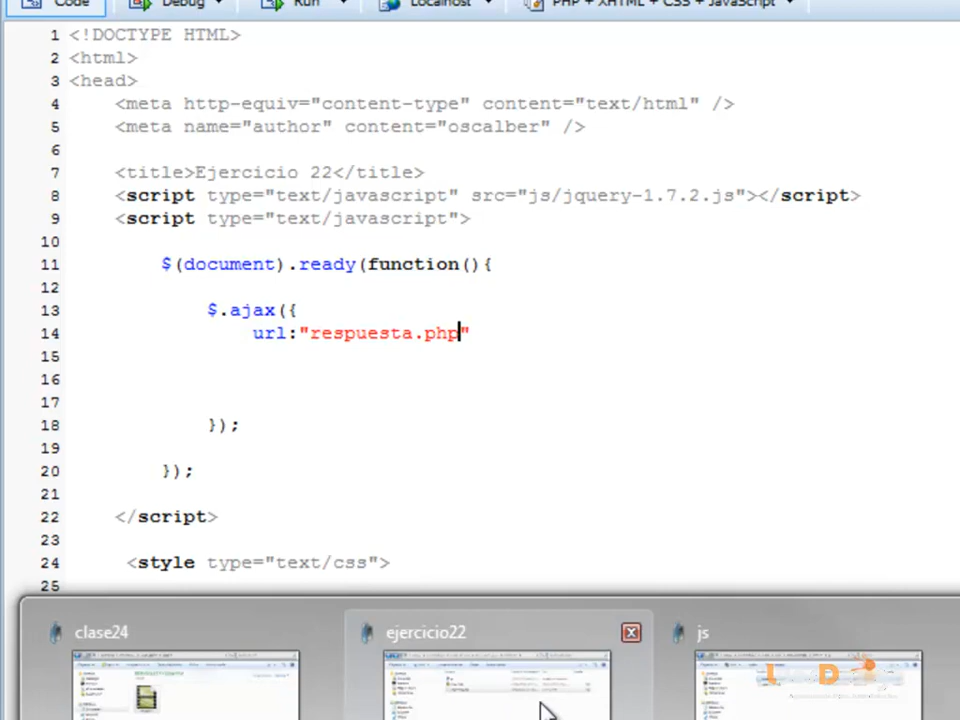 Code Debug Run Localhost PHP + XHTML + CSS + JavaScript
1 <!DOCTYPE HTML>
2 <html>
3 <head>
4 <meta http-equiv="content-type" content="text/html" />
5 <meta name="author" content="oscalber" />
6
7 <title>Ejercicio 22</title>
8 <script type="text/javascript" src="js/jquery-1.7.2.js"></script>
9 <script type="text/javascript">
10
11 $(document).ready(function(){
12
13 $.ajax({
14 url:"respuesta.php"
15
16
17
18 });
19
20 });
21
22 </script>
23
24 <style type="text/css">
25
clase24 ejercicio22 js